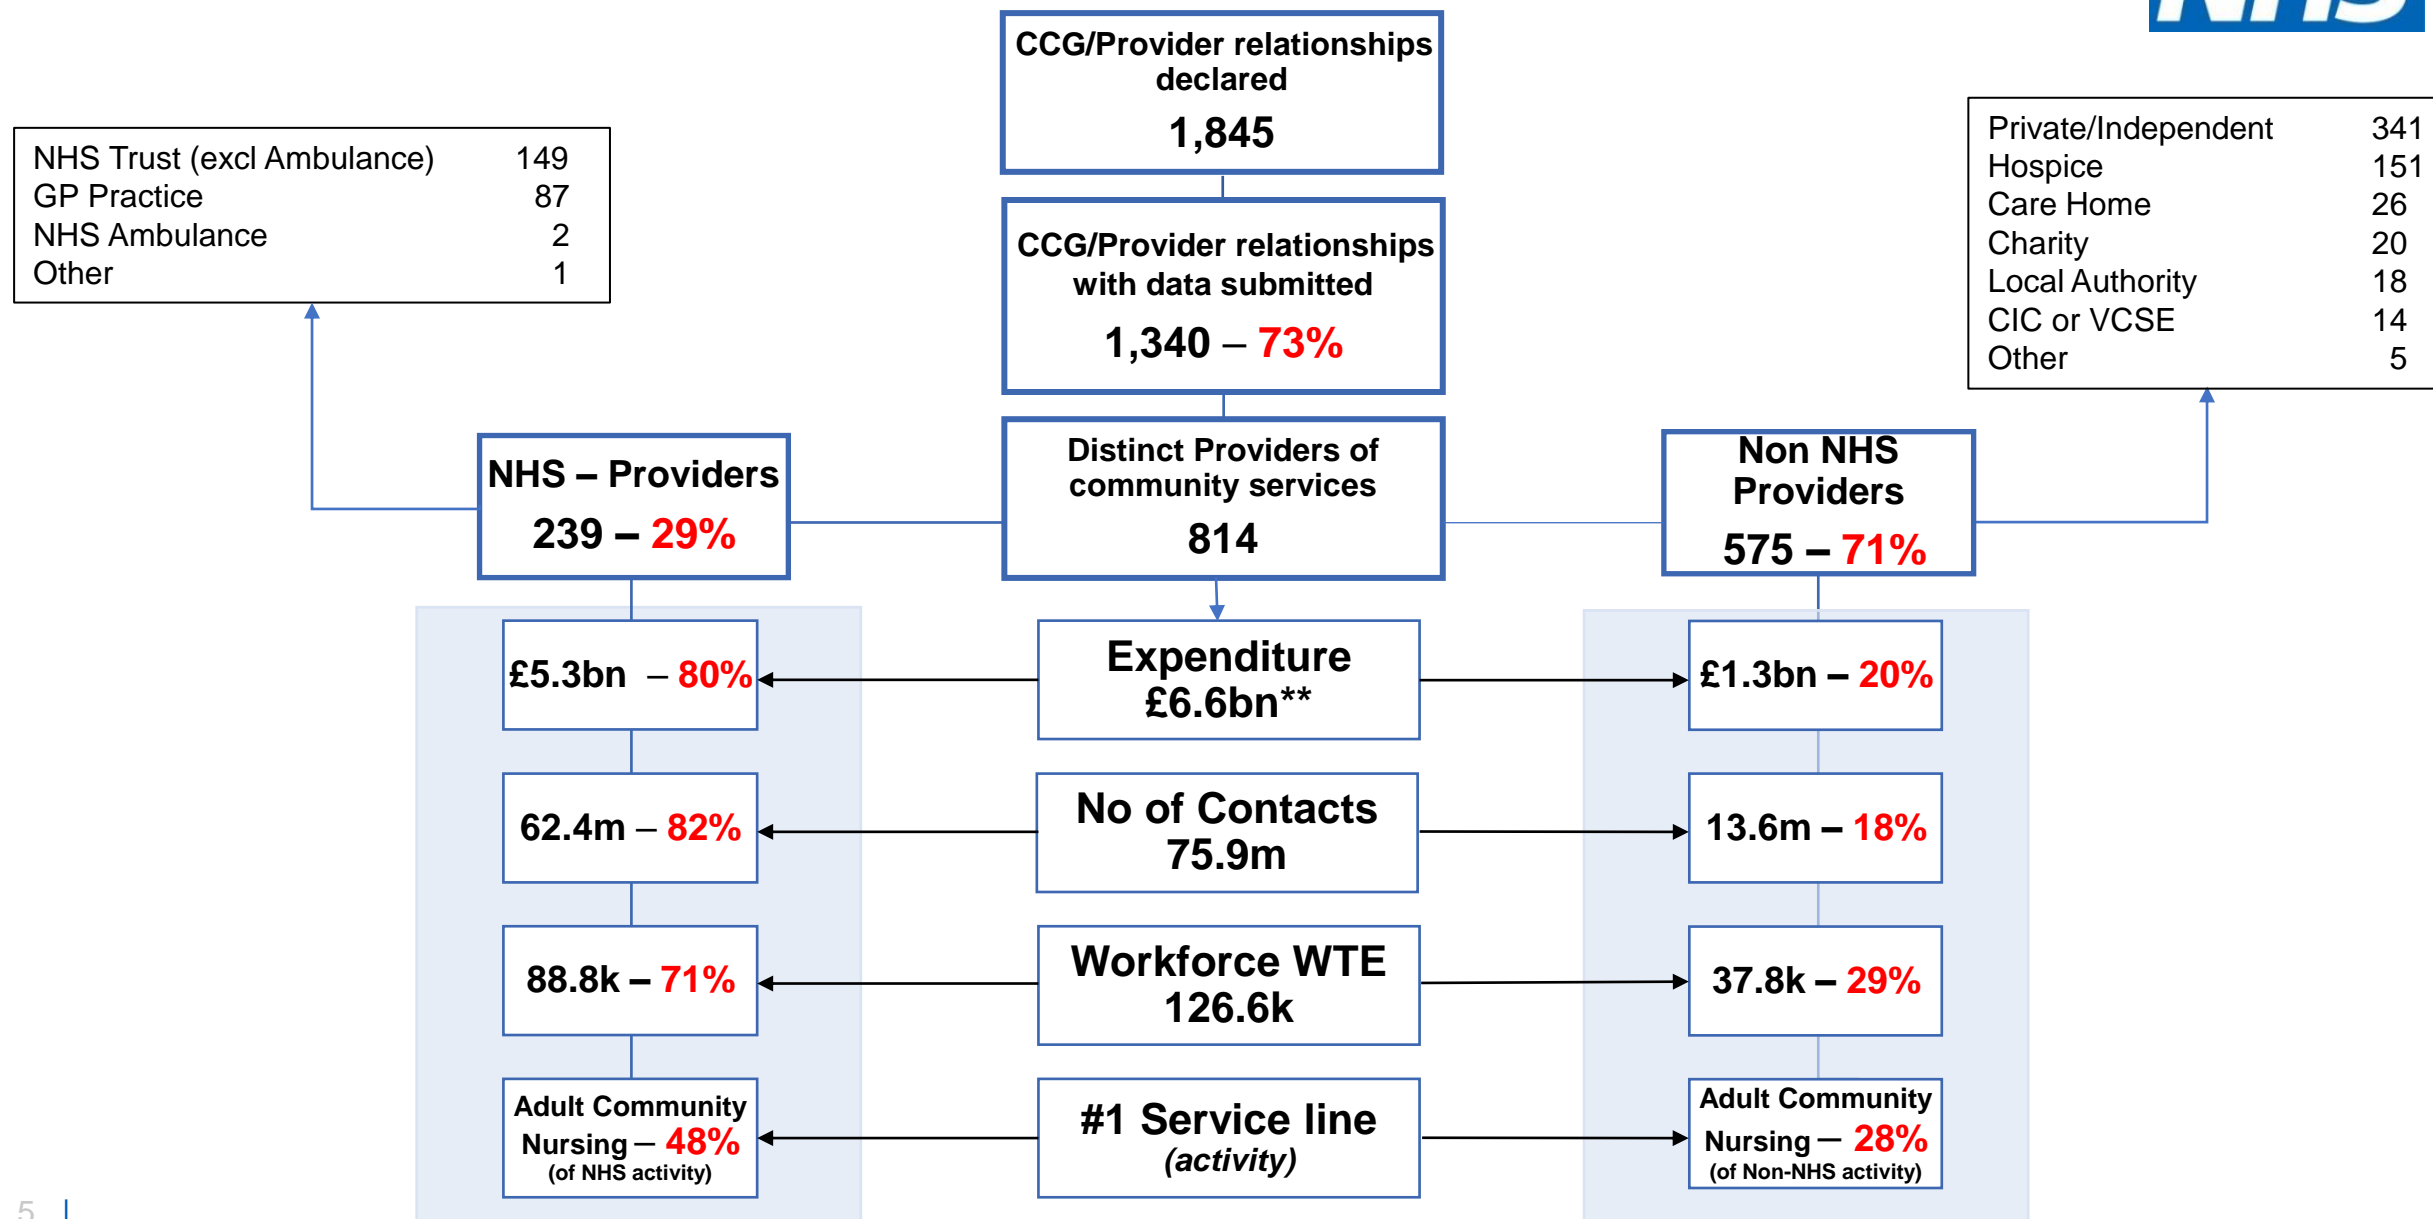 NHS
CCG/Provider relationships
declared
1,845
NHS Trust (excl Ambulance) 149
GP Practice 87
NHS Ambulance 2
Other 1
Private/Independent 341
Hospice 151
Care Home 26
Charity 20
Local Authority 18
CIC or VCSE 14
Other 5
CCG/Provider relationships
with data submitted
1,340 – 73%
NHS – Providers
239 – 29%
Distinct Providers of
community services
814
Non NHS
Providers
575 – 71%
£5.3bn – 80%
Expenditure
£6.6bn**
£1.3bn – 20%
62.4m – 82%
No of Contacts
75.9m
13.6m – 18%
88.8k – 71%
Workforce WTE
126.6k
37.8k – 29%
Adult Community
Nursing – 48%
(of NHS activity)
#1 Service line
(activity)
Adult Community
Nursing – 28%
(of Non-NHS activity)
5